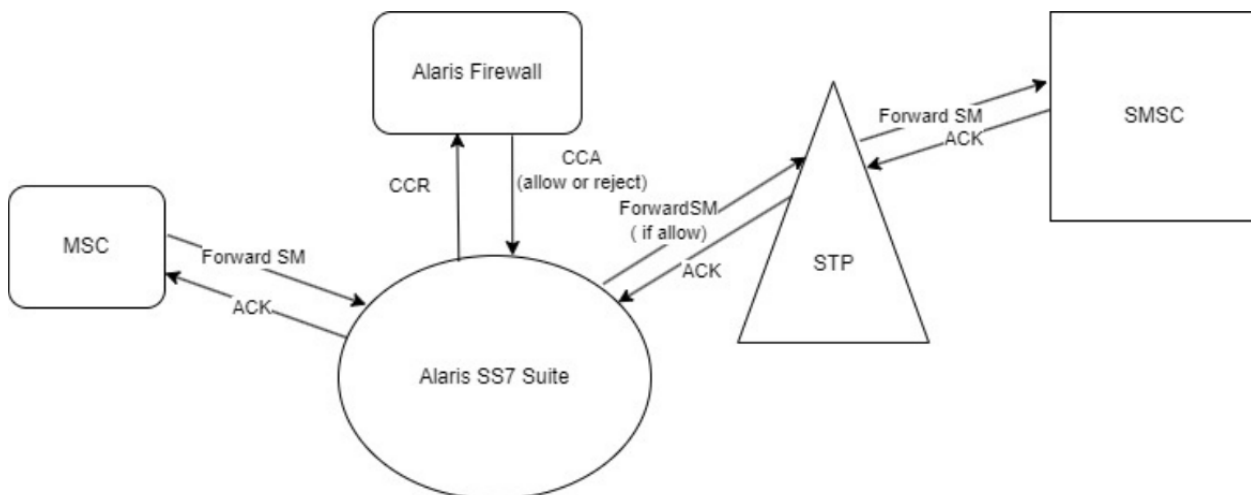 Alaris Firewall
SMSC
Forward SM
ACK
CCR
CCA
(allow or reject)
ForwardSM
( if allow)
ACK
STP
MSC
Forward SM
ACK
Alaris SS7 Suite